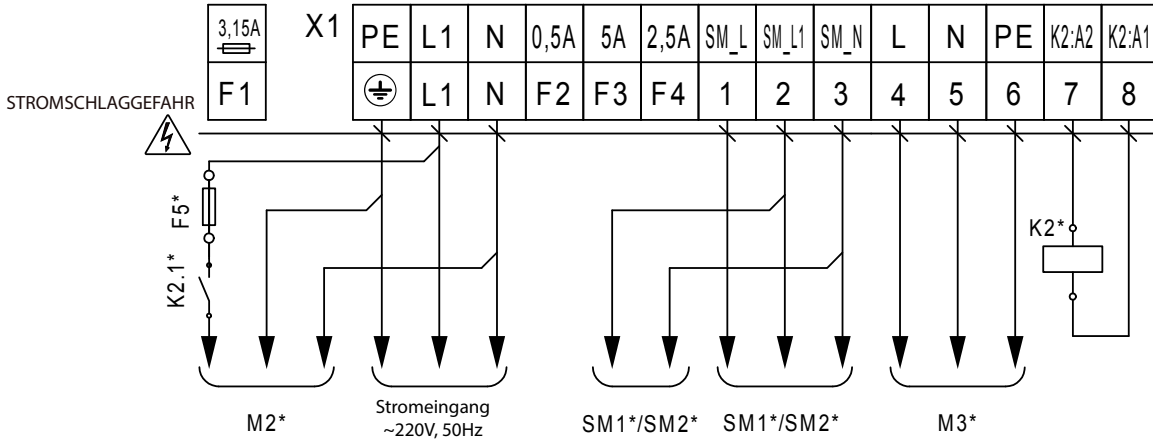 3,15A X1 PE L1 N 0,5A 5A 2,5A SM_L SM_L1 SM_N L N PE K2:A2 K2:A1
F1 L1 N F2 F3 F4 1 2 3 4 5 6 7 8
STROMSCHLAGGEFAHR
F5*
K2.1*
K2*
M2*
Stromeingang
~220V, 50Hz
SM1*/SM2*
SM1*/SM2*
M3*